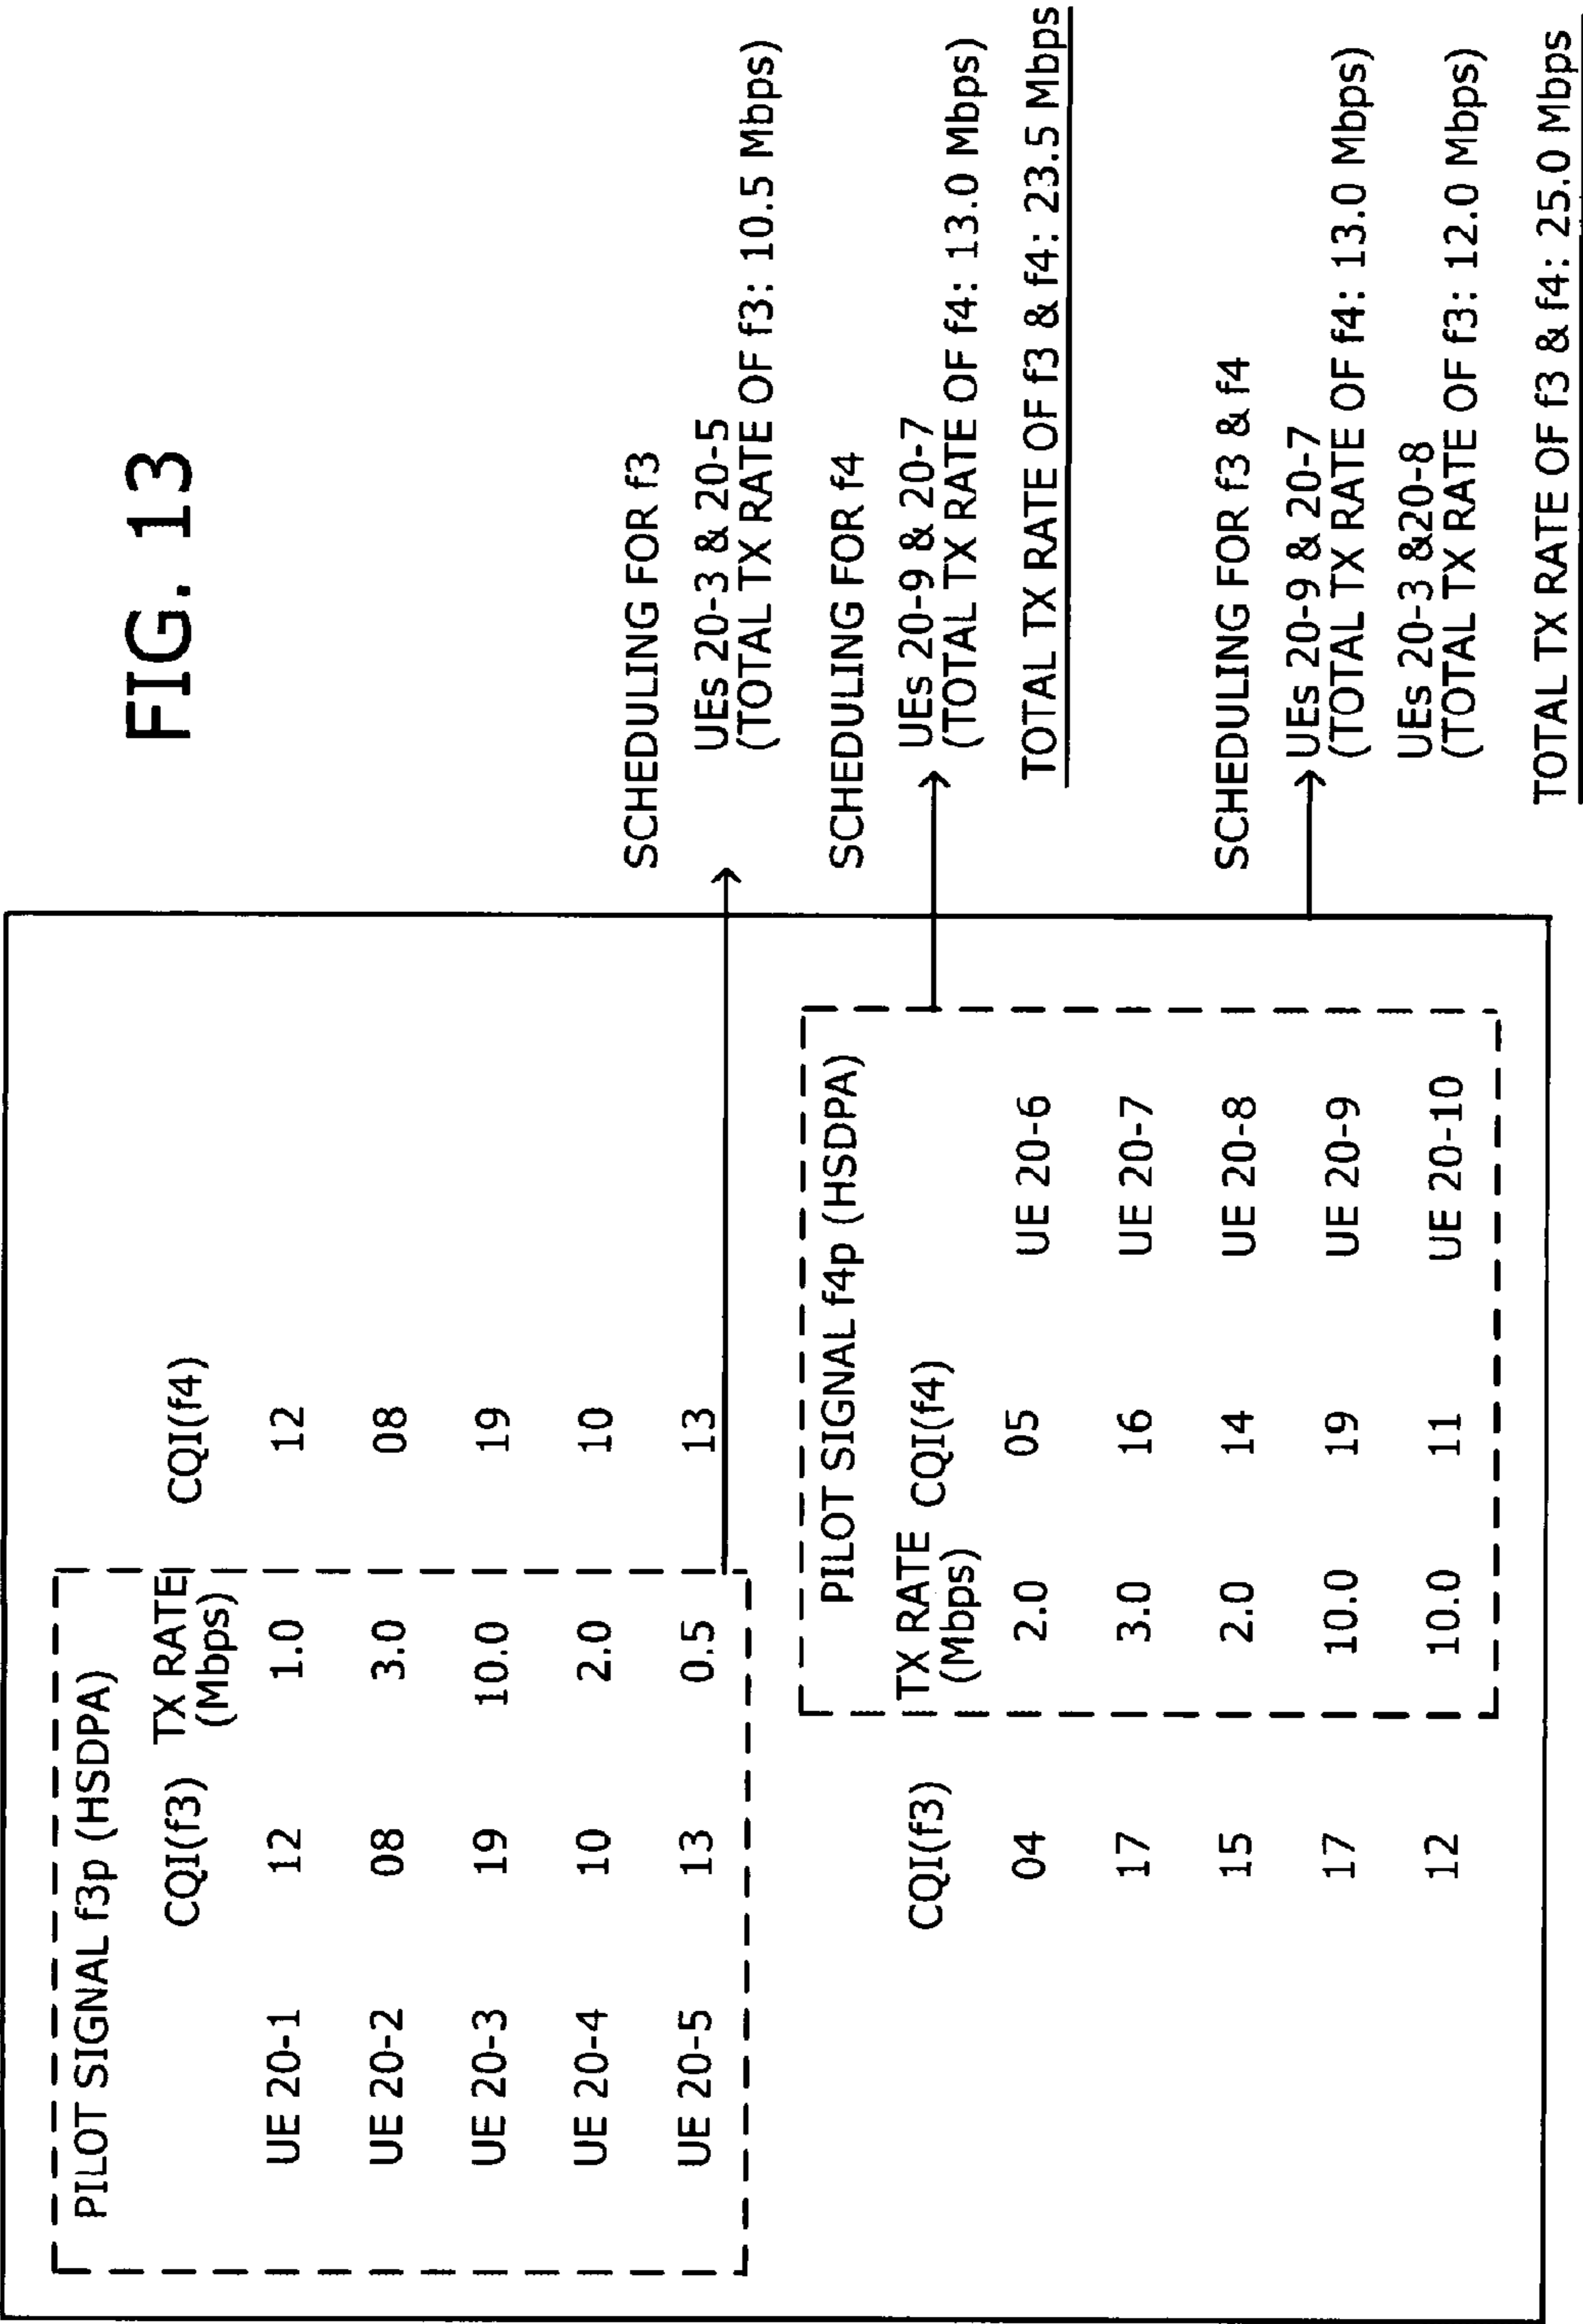 FIG. 13
PILOT SIGNAL f3p (HSDPA)
CQI(f3) TX RATE (Mbps) CQI(f4)
UE 20-1 12 1.0 12
UE 20-2 08 3.0 08
UE 20-3 19 10.0 19
UE 20-4 10 2.0 10
UE 20-5 13 0.5 13
PILOT SIGNAL f4p (HSDPA)
CQI(f3) TX RATE (Mbps) CQI(f4)
04 2.0 05 UE 20-6
17 3.0 16 UE 20-7
15 2.0 14 UE 20-8
17 10.0 19 UE 20-9
12 10.0 11 UE 20-10
SCHEDULING FOR f3
UEs 20-3 & 20-5
(TOTAL TX RATE OF f3: 10.5 Mbps)
SCHEDULING FOR f4
UEs 20-9 & 20-7
(TOTAL TX RATE OF f4: 13.0 Mbps)
TOTAL TX RATE OF f3 & f4: 23.5 Mbps
SCHEDULING FOR f3 & f4
UEs 20-9 & 20-7
(TOTAL TX RATE OF f4: 13.0 Mbps)
UEs 20-3 &20-8
(TOTAL TX RATE OF f3: 12.0 Mbps)
TOTAL TX RATE OF f3 & f4: 25.0 Mbps